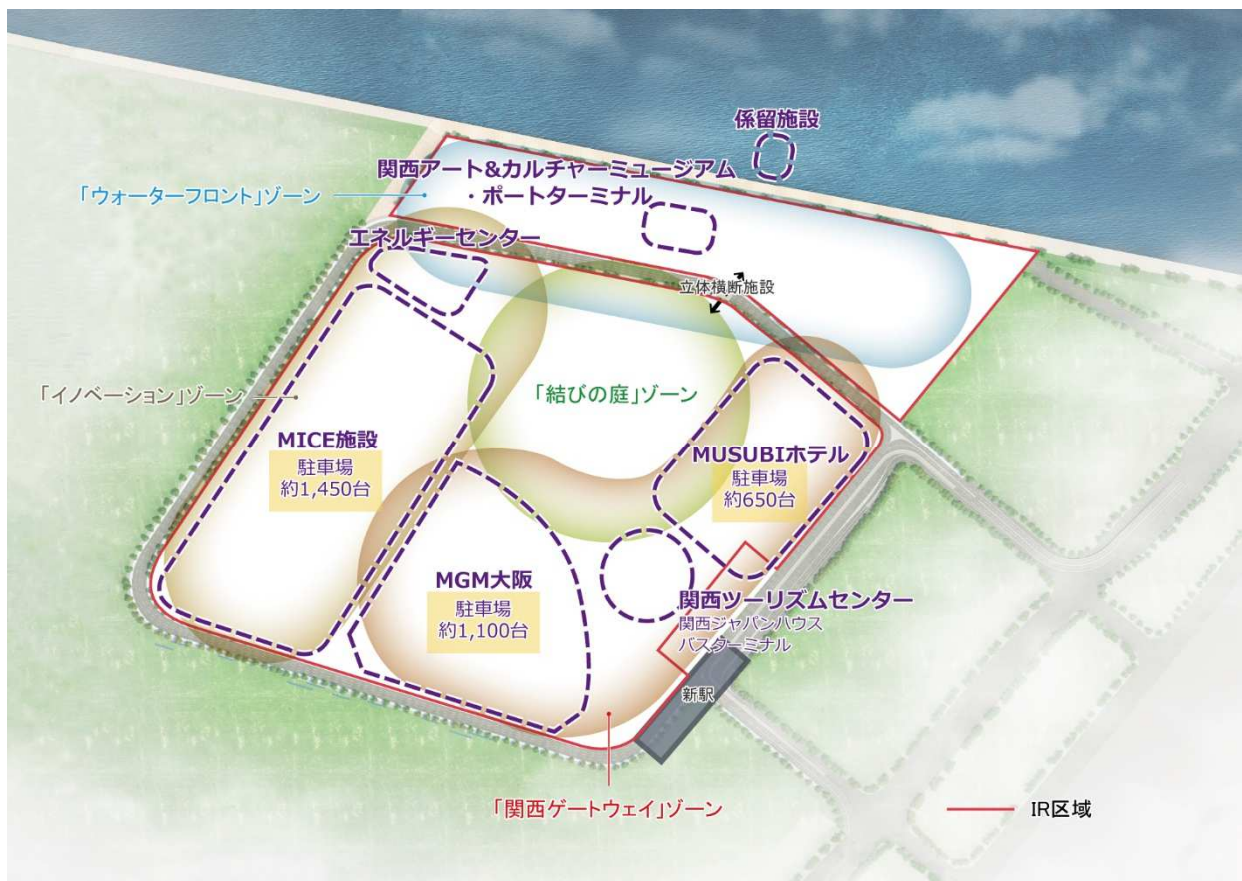 係留施設
関西アート&カルチャーミュージアム
・ポートターミナル
「ウォーターフロント」ゾーン
エネルギーセンター
立体横断施設
「イノベーション」ゾーン
「結びの庭」ゾーン
MICE施設
駐車場
約1,450台
MUSUBIホテル
駐車場
約650台
MGM大阪
駐車場
約1,100台
関西ツーリズムセンター
関西ジャパンハウス
バスターミナル
新駅
「関西ゲートウェイ」ゾーン
IR区域